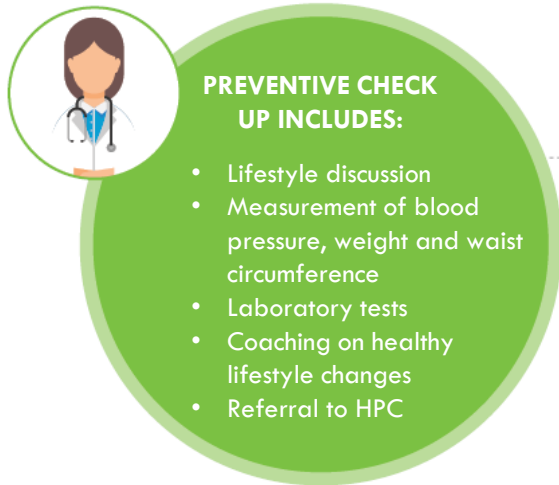 PREVENTIVE CHECK
UP INCLUDES:
• Lifestyle discussion
• Measurement of blood
pressure, weight and waist
circumference
• Laboratory tests
• Coaching on healthy
lifestyle changes
• Referral to HPC